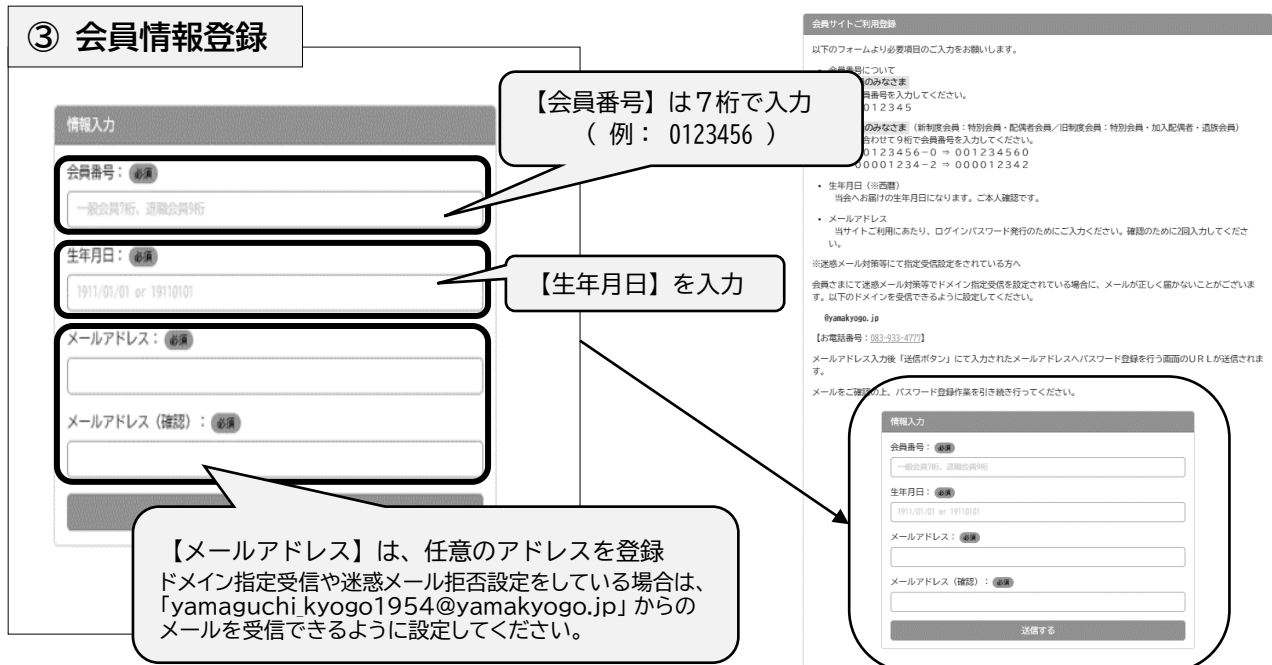 ③ 会員情報登録
情報入力
会員番号： 必須
一般会員7桁、退職会員9桁
生年月日： 必須
1911/01/01 or 19110101
メールアドレス： 必須
メールアドレス（確認）： 必須
【会員番号】は７桁で入力
（ 例： 0123456 ）
【生年月日】を入力
【メールアドレス】は、任意のアドレスを登録
ドメイン指定受信や迷惑メール拒否設定をしている場合は、
「yamaguchi_kyogo1954@yamakyogo.jp」からの
メールを受信できるように設定してください。
会員サイトご利用登録
以下のフォームより必要項目のご入力をお願いします。
・ 会員番号について
のみなさま
番号を入力してください。
０１２３４５
のみなさま（新制度会員：特別会員・配偶者会員／旧制度会員：特別会員・加入配偶者・遺族会員）
合わせて９桁で会員番号を入力してください。
０１２３４５６－０ ⇒ ００１２３４５６０
００００１２３４－２ ⇒ ００００１２３４２
・ 生年月日（※西暦）
当会へお届けの生年月日になります。ご本人確認です。
・ メールアドレス
当サイトご利用にあたり、ログインパスワード発行のためにご入力ください。確認のために2回入力してくださ
い。
※迷惑メール対策等にて指定受信設定をされている方へ
会員さまにて迷惑メール対策等でドメイン指定受信を設定されている場合に、メールが正しく届かないことがございま
す。以下のドメインを受信できるように設定してください。
@yamakyogo.jp
【お電話番号：083-933-4777】
メールアドレス入力後「送信ボタン」にて入力されたメールアドレスへパスワード登録を行う画面のＵＲＬが送信されま
す。
メールをご確認の上、パスワード登録作業を引き続き行ってください。
情報入力
会員番号： 必須
一般会員7桁、退職会員9桁
生年月日： 必須
1911/01/01 or 19110101
メールアドレス： 必須
メールアドレス（確認）： 必須
送信する